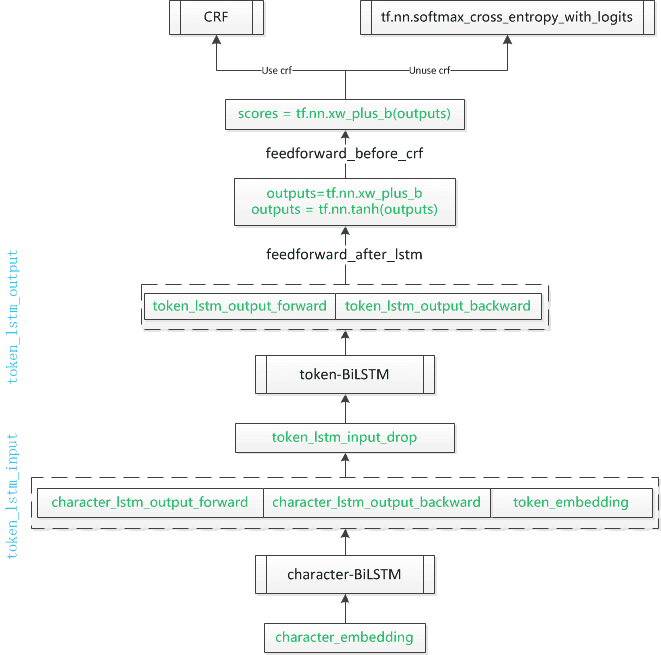 CRF
tf.nn.softmax_cross_entropy_with_logits
Use crf
Unuse crf
scores = tf.nn.xw_plus_b(outputs)
feedforward_before_crf
outputs=tf.nn.xw_plus_b
outputs = tf.nn.tanh(outputs)
feedforward_after_lstm
token_lstm_output
token_lstm_output_forward
token_lstm_output_backward
token-BiLSTM
token_lstm_input_drop
token_lstm_input
character_lstm_output_forward
character_lstm_output_backward
token_embedding
character-BiLSTM
character_embedding